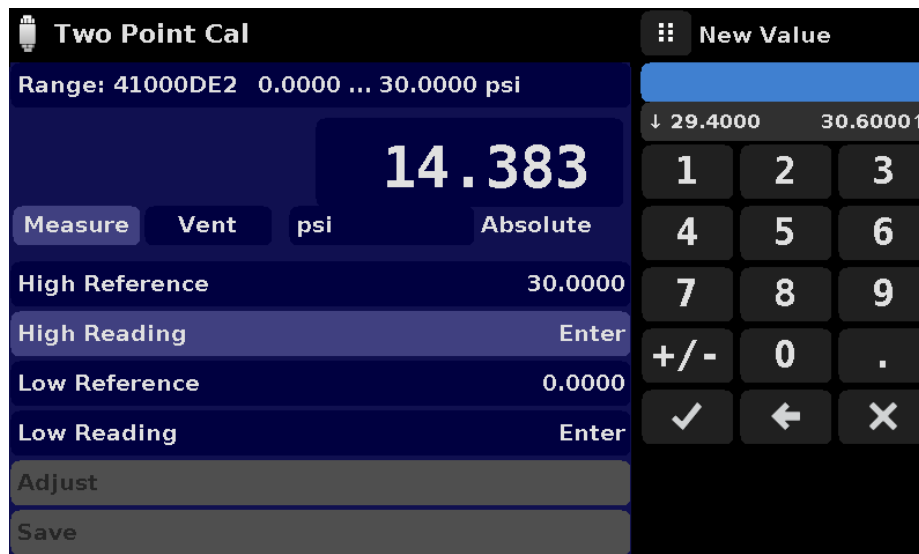 Two Point Cal
Range: 41000DE2 0.0000 ... 30.0000 psi
14.383
Measure Vent psi Absolute
High Reference 30.0000
High Reading Enter
Low Reference 0.0000
Low Reading Enter
Adjust
Save
New Value
↓ 29.4000 30.6000↑
1 2 3
4 5 6
7 8 9
+/- 0 .